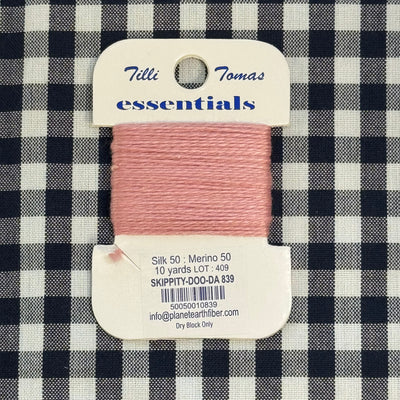 Tilli Tomas
essentials
Silk 50 : Merino 50
10 yards LOT : 409
SKIPPITY-DOO-DA 839
50050010839
info@planetearthfiber.com
Dry Block Only